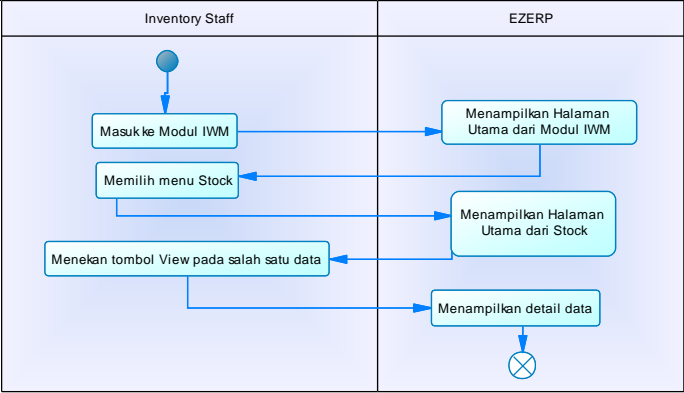 Inventory Staff
EZERP
Masuk ke Modul IWM
Menampilkan Halaman
Utama dari Modul IWM
Memilih menu Stock
Menampilkan Halaman
Utama dari Stock
Menekan tombol View pada salah satu data
Menampilkan detail data